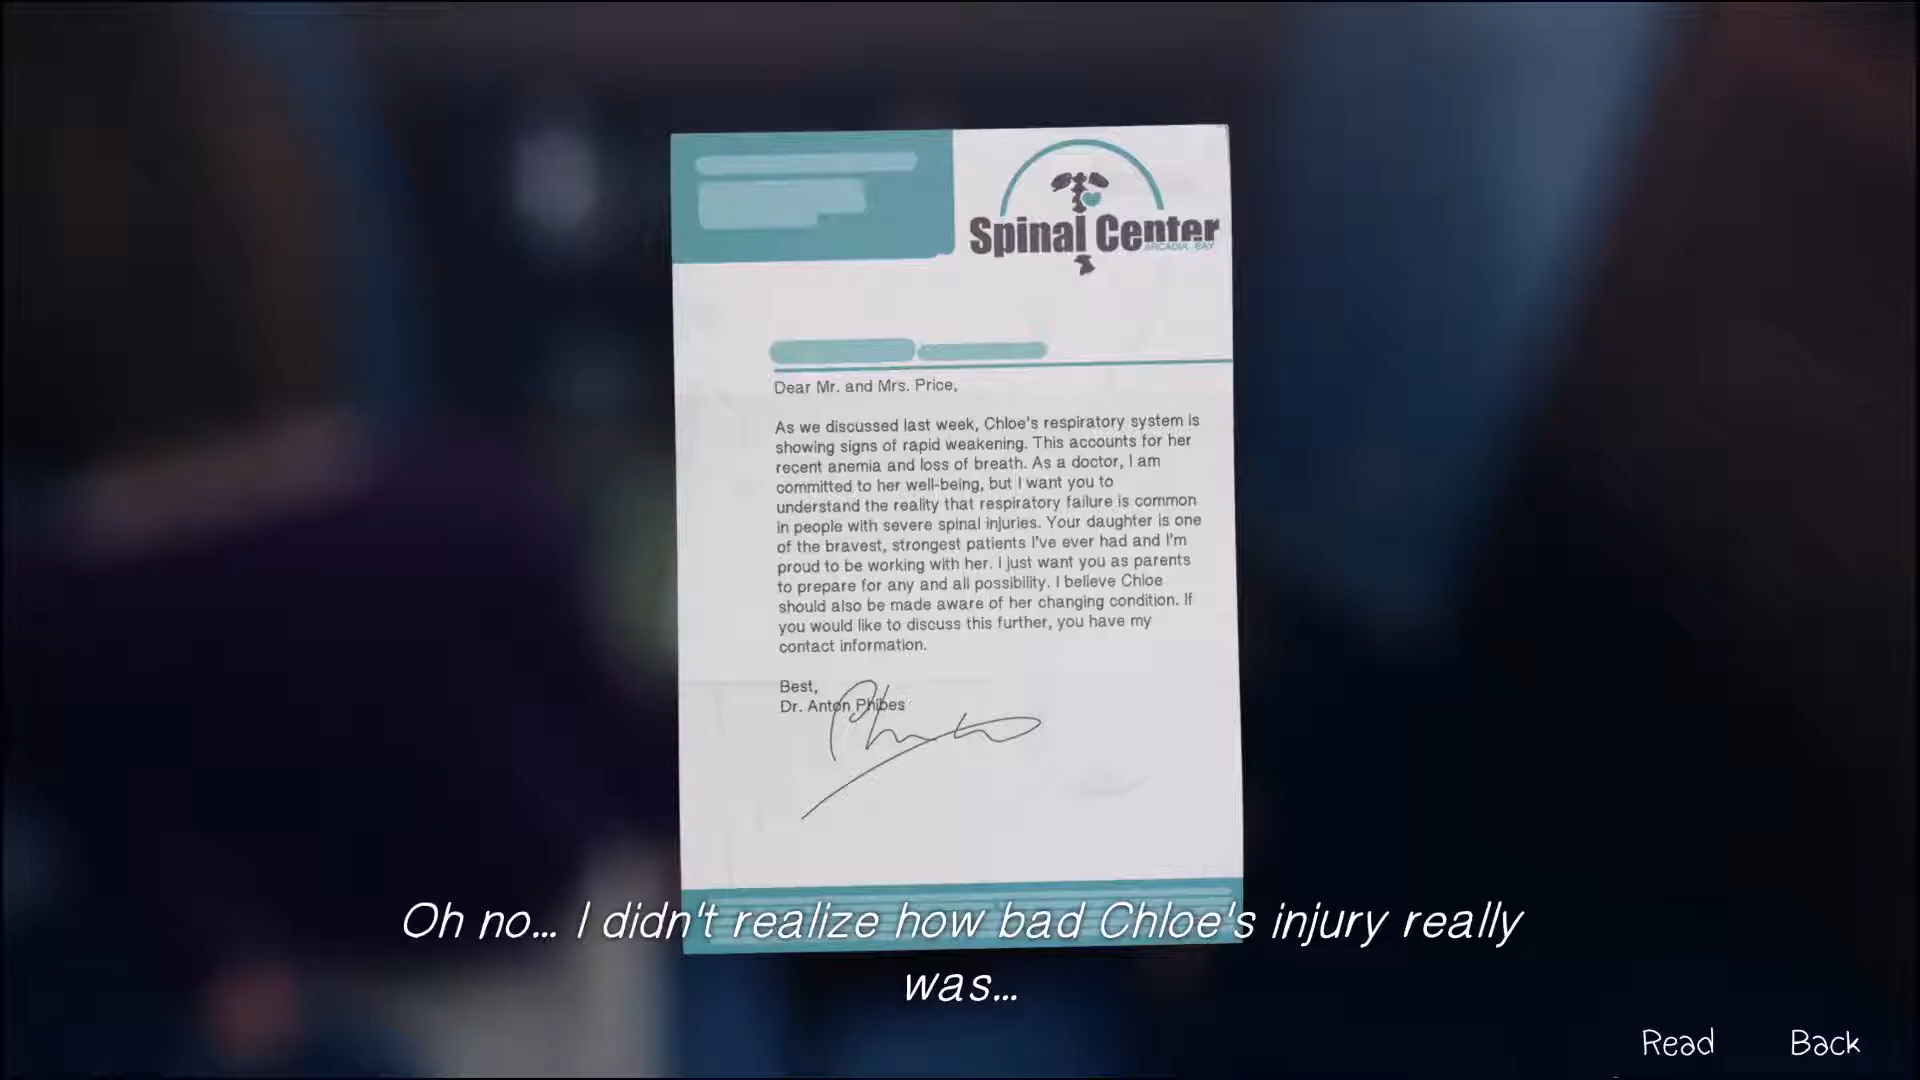 Spinal Center
ARCADIA BAY
Dear Mr. and Mrs. Price,
As we discussed last week, Chloe's respiratory system is
showing signs of rapid weakening. This accounts for her
recent anemia and loss of breath. As a doctor, I am
committed to her well-being, but I want you to
understand the reality that respiratory failure is common
in people with severe spinal injuries. Your daughter is one
of the bravest, strongest patients I've ever had and I'm
proud to be working with her. I just want you as parents
to prepare for any and all possibility. I believe Chloe
should also be made aware of her changing condition. If
you would like to discuss this further, you have my
contact information.
Best,
Dr. Anton Phibes
Oh no... I didn't realize how bad Chloe's injury really
was...
Read Back